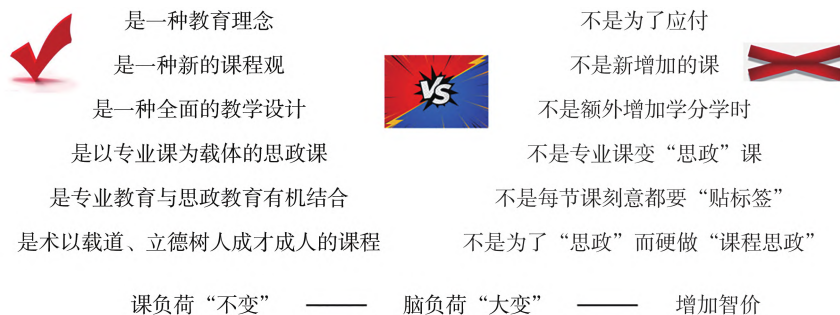 是一种教育理念
不是为了应付
是一种新的课程观
不是新增加的课
是一种全面的教学设计
VS
不是额外增加学分学时
是以专业课为载体的思政课
不是专业课变“思政”课
是专业教育与思政教育有机结合
不是每节课刻意都要“贴标签”
是术以载道、立德树人成才成人的课程
不是为了“思政”而硬做“课程思政”
课负荷“不变” —— 脑负荷“大变” —— 增加智价